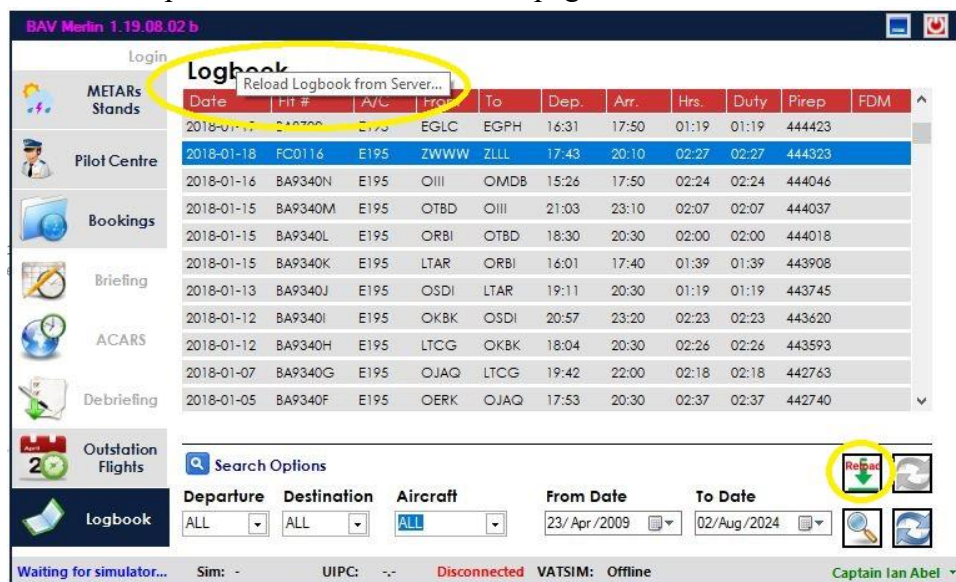 BAV Merlin 1.19.08.02 b
Login
METARs
Stands
Pilot Centre
Bookings
Briefing
ACARS
Debriefing
April
2
Outstation
Flights
Logbook
Logbook
Reload Logbook from Server...
Date Flt # A/C From To Dep. Arr. Hrs. Duty Pirep FDM
EGLC EGPH 16:31 17:50 01:19 01:19 444423
2018-01-18 FC0116 E195 ZWWW ZLLL 17:43 20:10 02:27 02:27 444323
2018-01-16 BA9340N E195 OIII OMDB 15:26 17:50 02:24 02:24 444046
2018-01-15 BA9340M E195 OTBD OIII 21:03 23:10 02:07 02:07 444037
2018-01-15 BA9340L E195 ORBI OTBD 18:30 20:30 02:00 02:00 444018
2018-01-15 BA9340K E195 LTAR ORBI 16:01 17:40 01:39 01:39 443908
2018-01-13 BA9340J E195 OSDI LTAR 19:11 20:30 01:19 01:19 443745
2018-01-12 BA9340I E195 OKBK OSDI 20:57 23:20 02:23 02:23 443620
2018-01-12 BA9340H E195 LTCG OKBK 18:04 20:30 02:26 02:26 443593
2018-01-07 BA9340G E195 OJAQ LTCG 19:42 22:00 02:18 02:18 442763
2018-01-05 BA9340F E195 OERK OJAQ 17:53 20:30 02:37 02:37 442740
Search Options
Reload
Departure Destination Aircraft From Date To Date
ALL ALL ALL 23/Apr/2009 02/Aug/2024
Waiting for simulator... Sim: - UIPC: -.- Disconnected VATSIM: Offline Captain Ian Abel